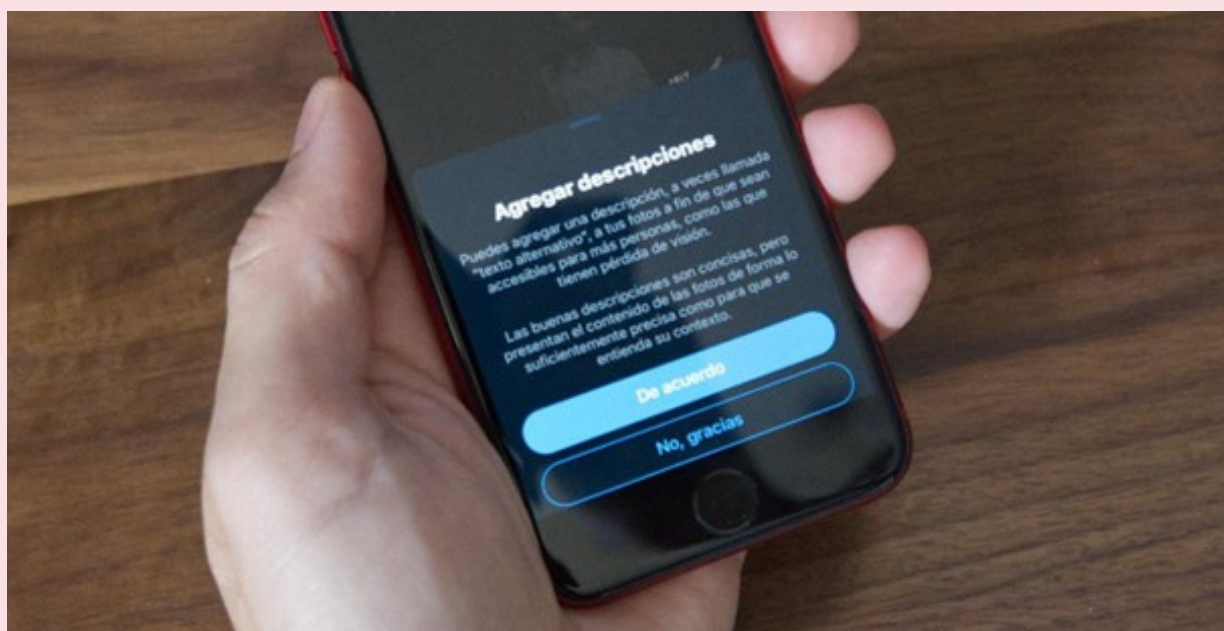 Agregar descripciones
Puedes agregar una descripción, a veces llamada
"texto alternativo", a tus fotos a fin de que sean
accesibles para más personas, como las que
tienen pérdida de visión.
Las buenas descripciones son concisas, pero
presentan el contenido de las fotos de forma lo
suficientemente precisa como para que se
entienda su contexto.
De acuerdo
No, gracias